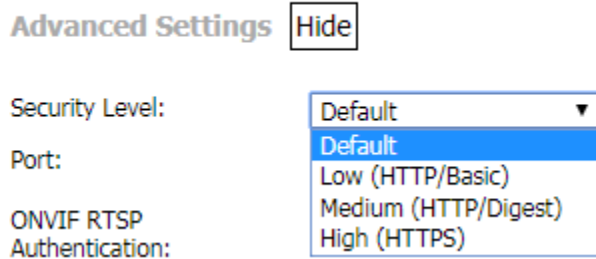 Advanced Settings Hide
Security Level: Default
Default
Port:
Low (HTTP/Basic)
Medium (HTTP/Digest)
ONVIF RTSP
Authentication:
High (HTTPS)